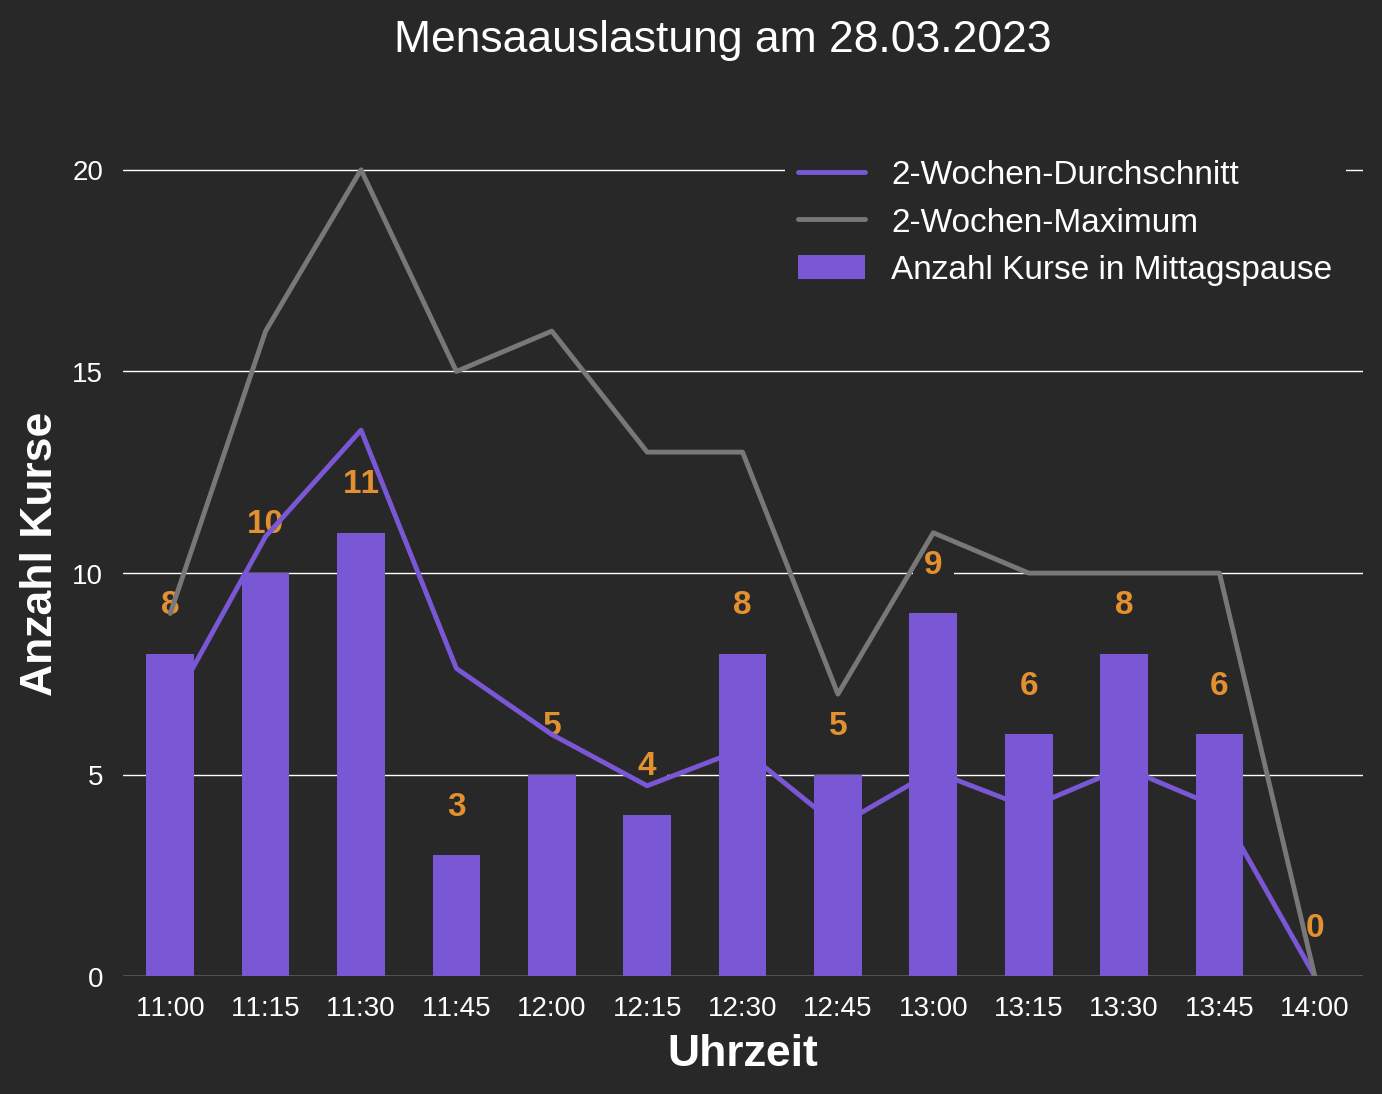 Mensaauslastung am 28.03.2023
2-Wochen-Durchschnitt
2-Wochen-Maximum
Anzahl Kurse in Mittagspause
Anzahl Kurse
20
15
10
5
0
8
10
11
3
5
4
8
5
9
6
8
6
0
11:00 11:15 11:30 11:45 12:00 12:15 12:30 12:45 13:00 13:15 13:30 13:45 14:00
Uhrzeit